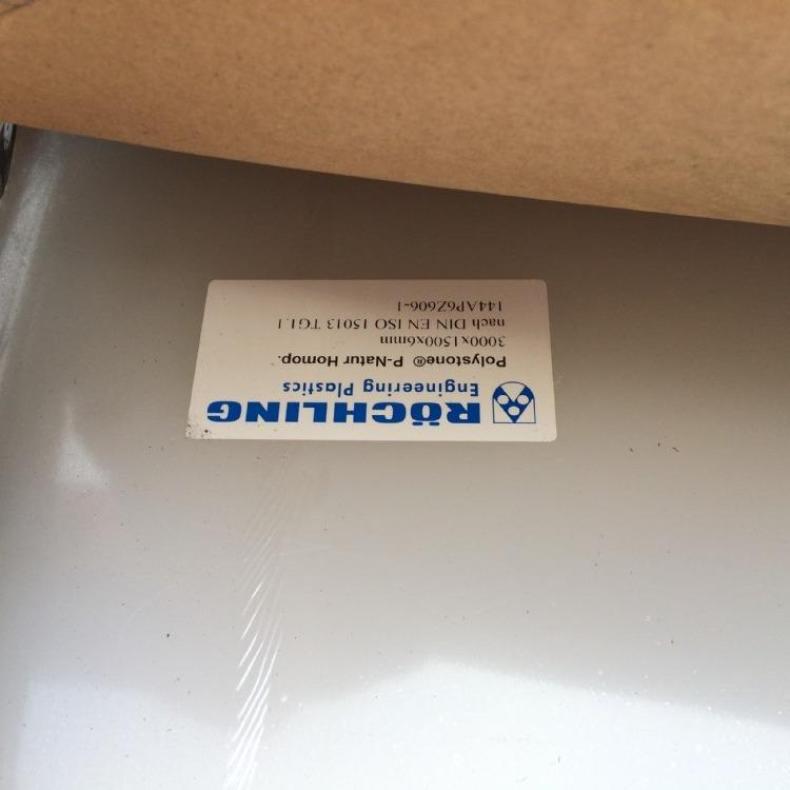 RÖCHLING
Engineering Plastics
Polystone® P-Natur Homop.
3000x1500x6mm
nach DIN EN ISO 15013 TG1.1
144AP6Z606-1